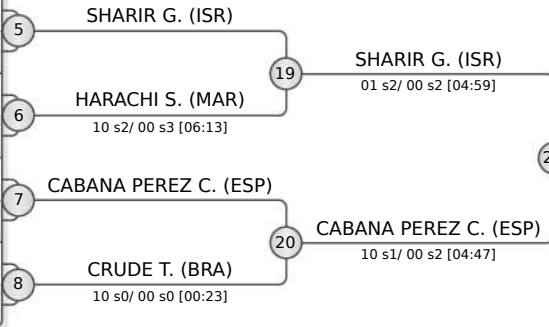 SHARIR G. (ISR)
5
19
SHARIR G. (ISR)
01 s2/ 00 s2 [04:59]
HARACHI S. (MAR)
6
10 s2/ 00 s3 [06:13]
CABANA PEREZ C. (ESP)
7
20
CABANA PEREZ C. (ESP)
10 s1/ 00 s2 [04:47]
CRUDE T. (BRA)
8
10 s0/ 00 s0 [00:23]